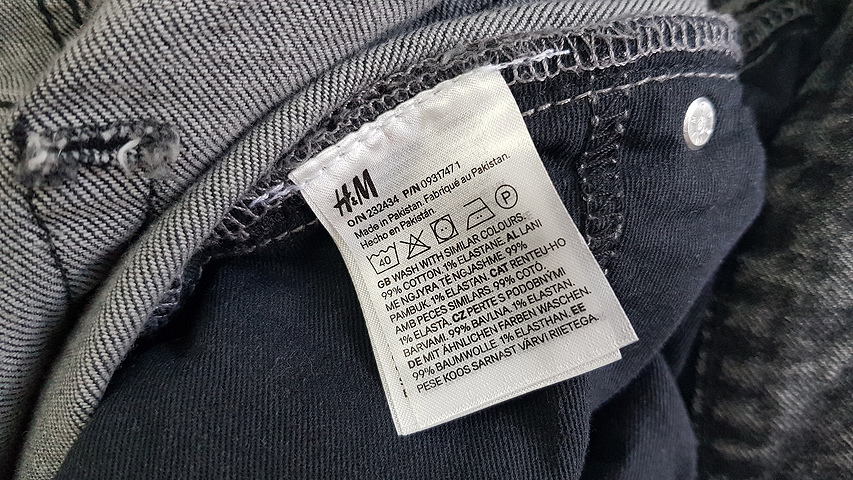 H&M
O/N 232434 P/N 0931747 1
Made in Pakistan. Fabriqué au Pakistan.
Hecho en Pakistán
40 P
GB WASH WITH SIMILAR COLOURS.
99% COTTON. 1% ELASTANE. AL LANI
ME NGJYRA TË NGJASHME. 99%
PAMBUK. 1% ELASTAN. CAT RENTEU-HO
AMB PECES SIMILARS. 99% COTÓ.
1% ELASTA. CZ PERTE S PODOBNÝMI
BARVAMI. 99% BAVLNA. 1% ELASTAN.
DE MIT ÄHNLICHEN FARBEN WASCHEN.
99% BAUMWOLLE. 1% ELASTHAN. EE
PESE KOOS SARNAST VÄRVI RIIETEGA.